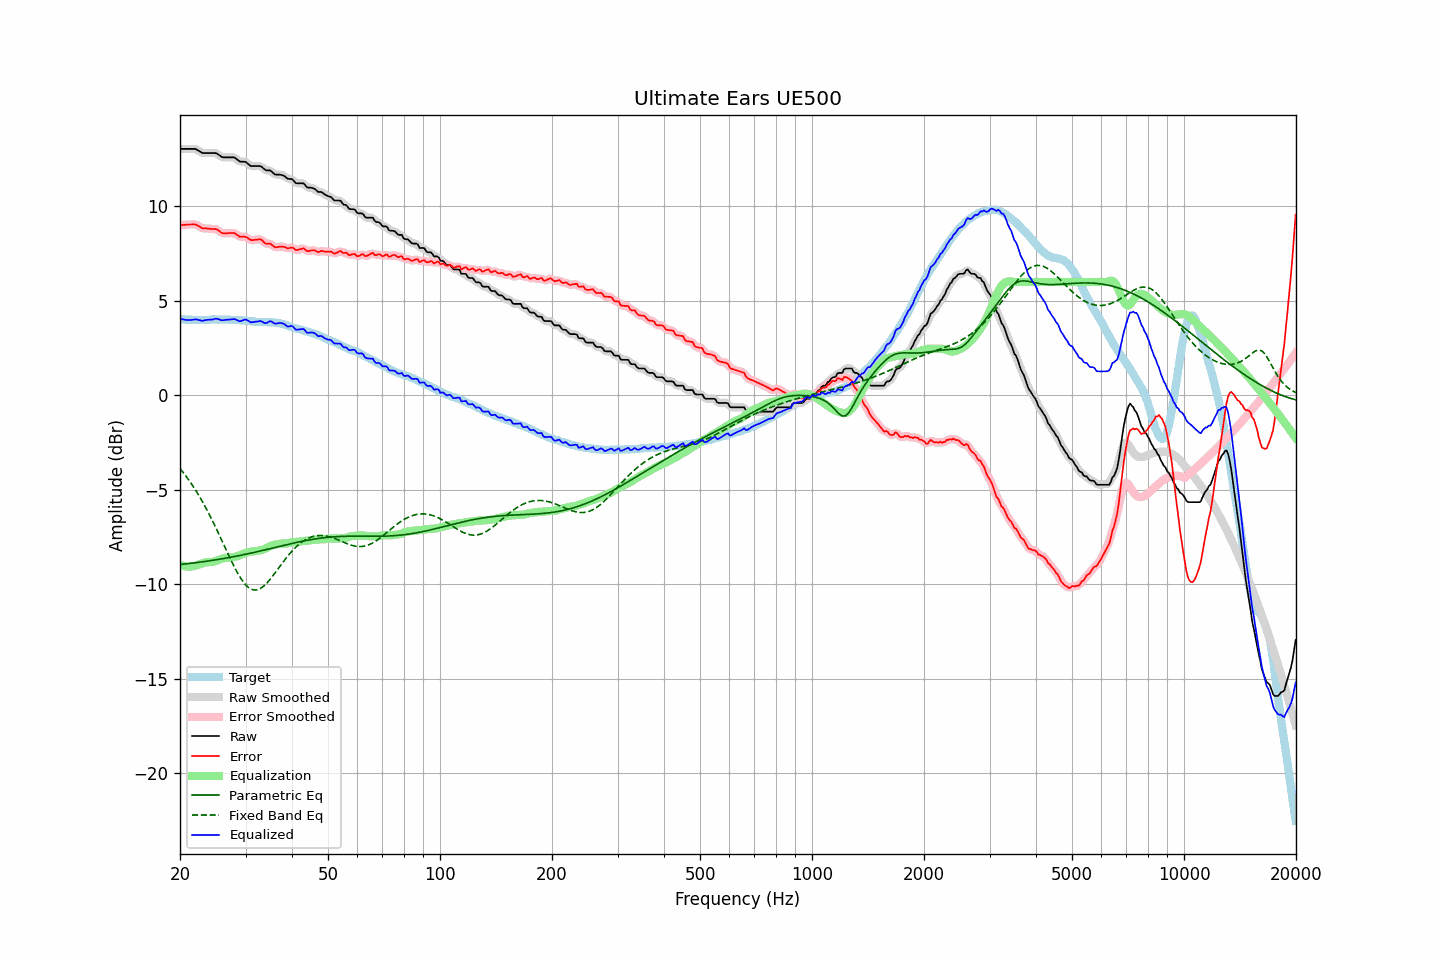 Ultimate Ears UE500
Amplitude (dBr)
10
5
0
−5
−10
−15
−20
Target
Raw Smoothed
Error Smoothed
Raw
Error
Equalization
Parametric Eq
Fixed Band Eq
Equalized
20 50 100 200 500 1000 2000 5000 10000 20000
Frequency (Hz)